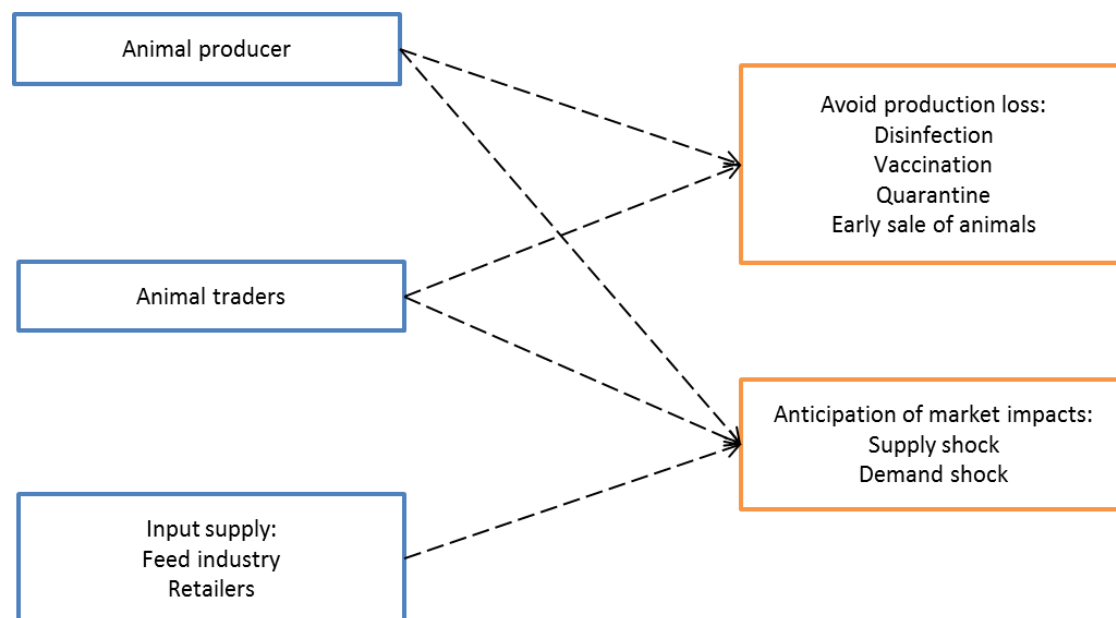 Animal producer
Avoid production loss:
Disinfection
Vaccination
Quarantine
Early sale of animals
Animal traders
Anticipation of market impacts:
Supply shock
Demand shock
Input supply:
Feed industry
Retailers